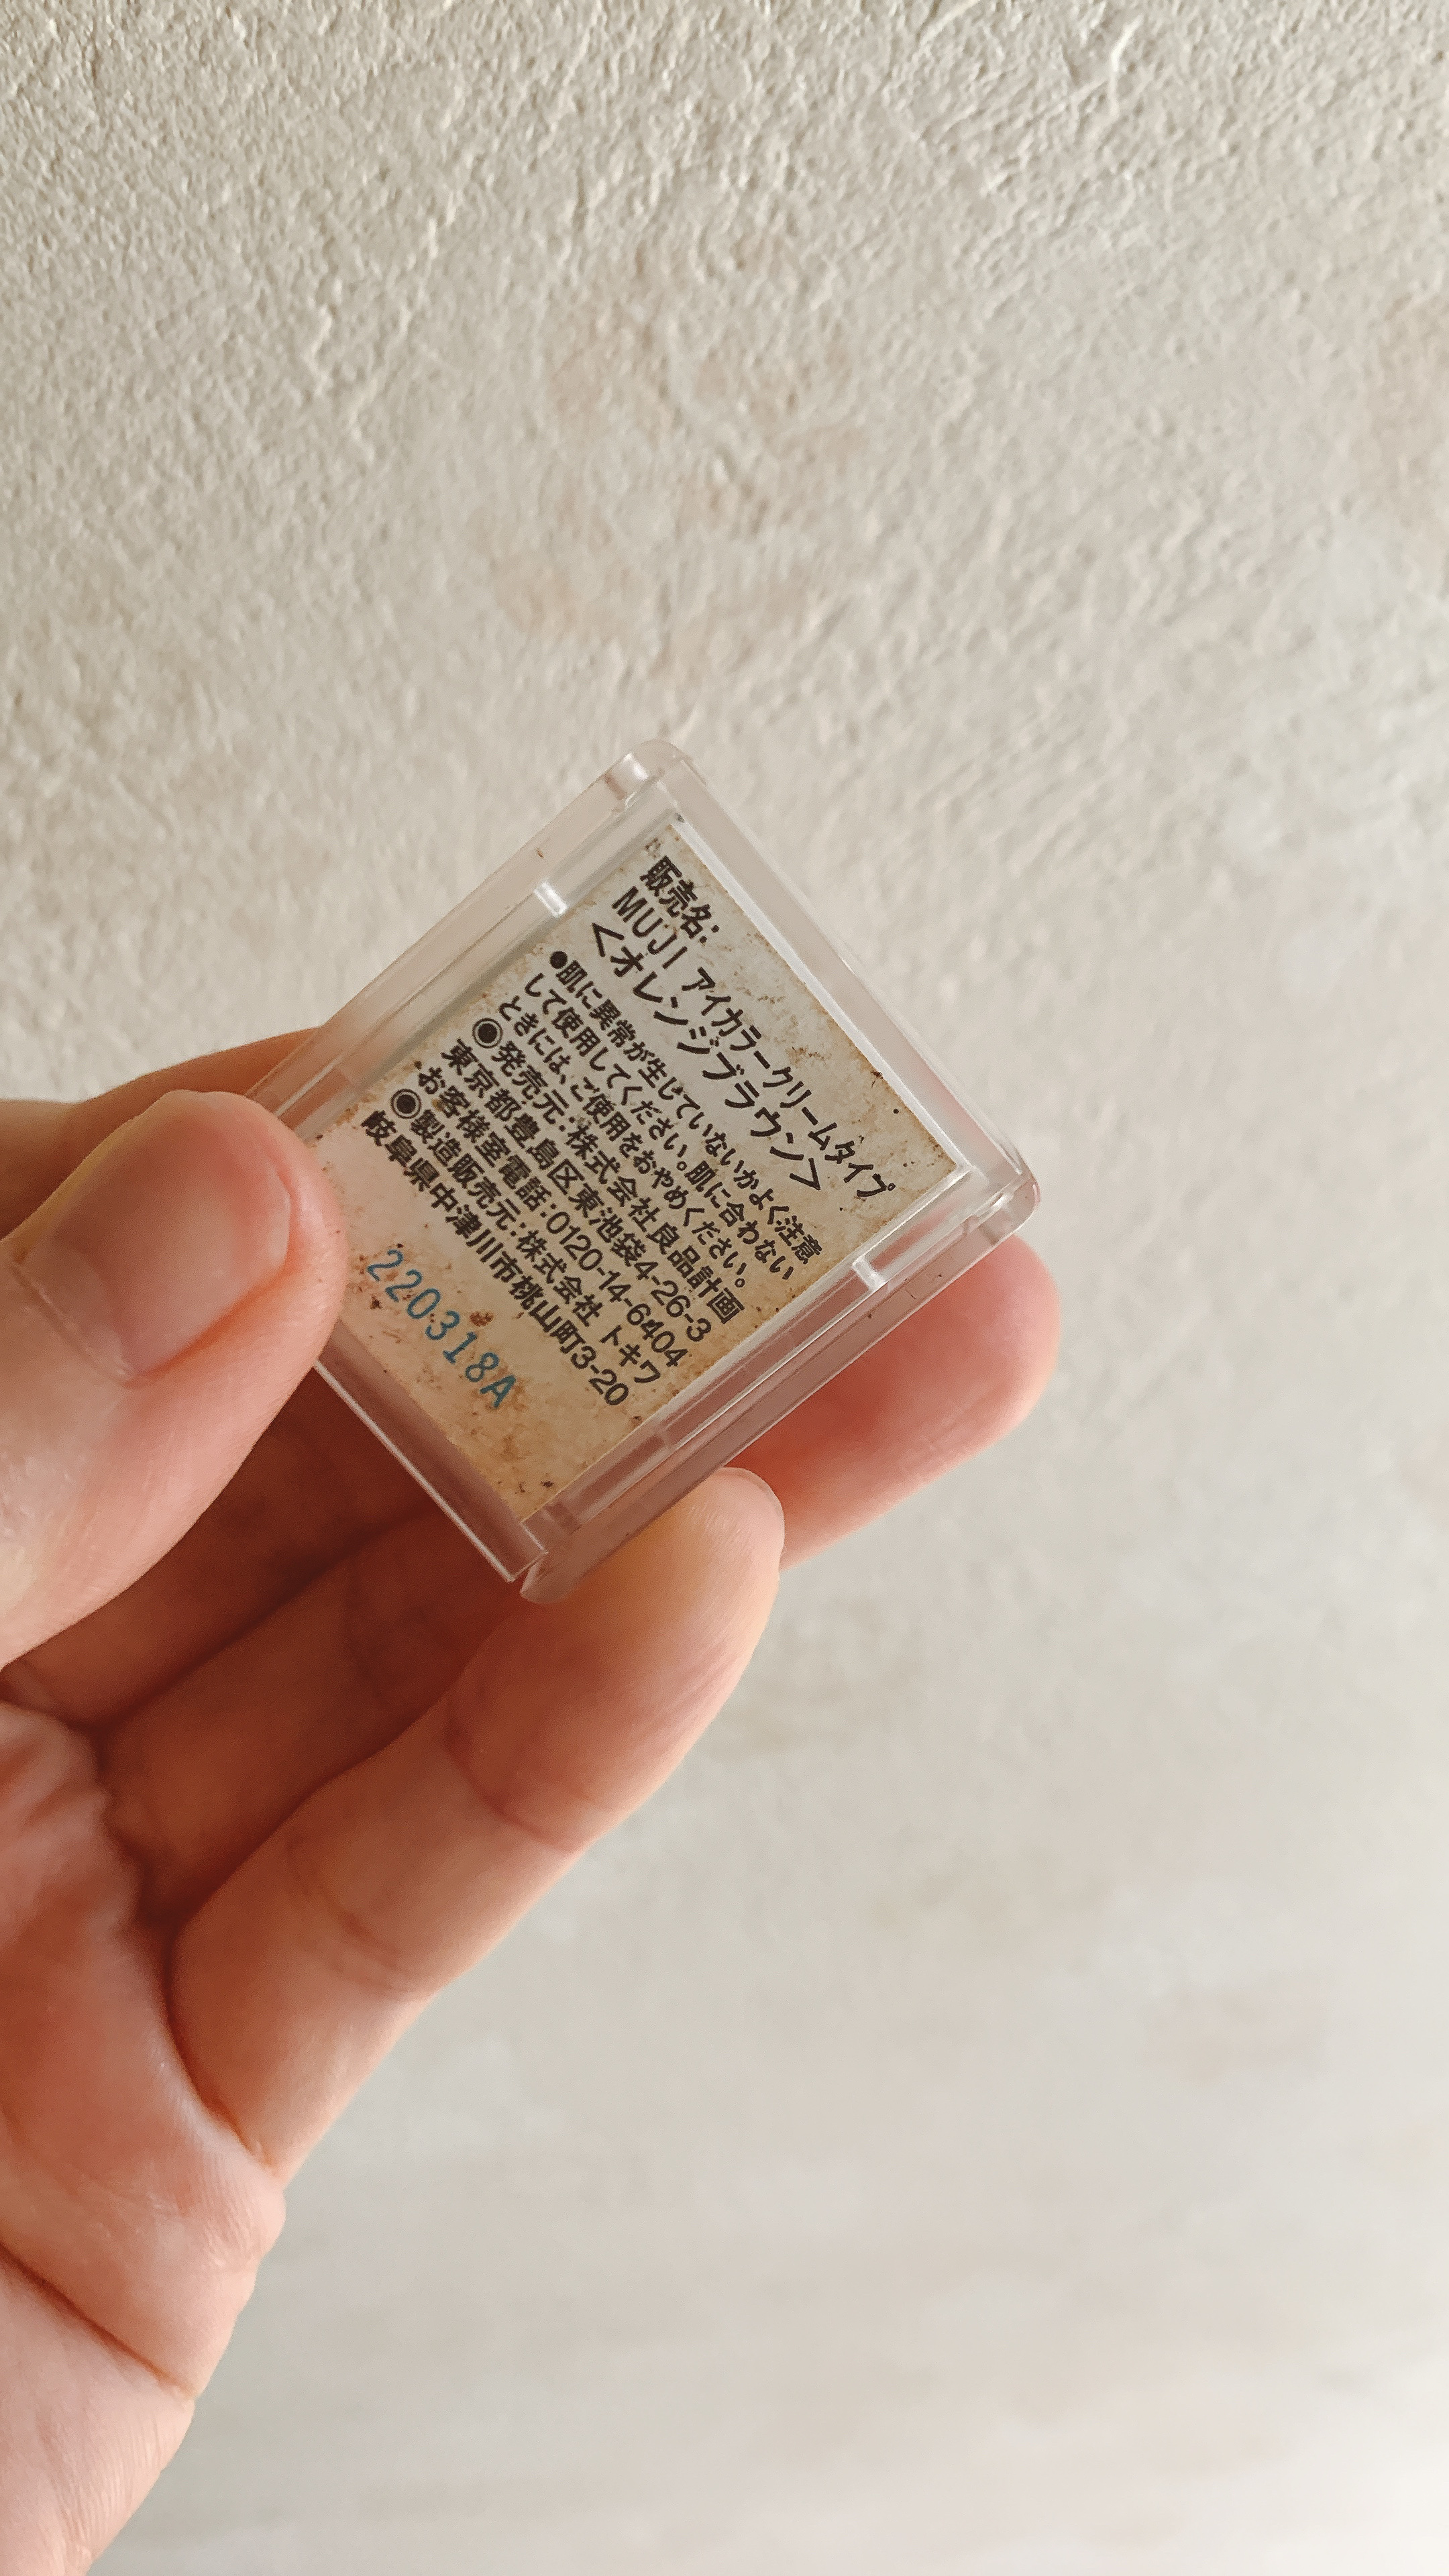 販売名:
MUJI アイカラークリームタイプ
<オレンジブラウン>
●肌に異常が生じていないかよく注意
して使用してください。肌に合わない
ときには、ご使用をおやめください。
◉発売元:株式会社良品計画
東京都豊島区東池袋4-26-3
お客様室電話:0120-14-6404
◉製造販売元:株式会社 トキワ
岐阜県中津川市桃山町3-20
220318A